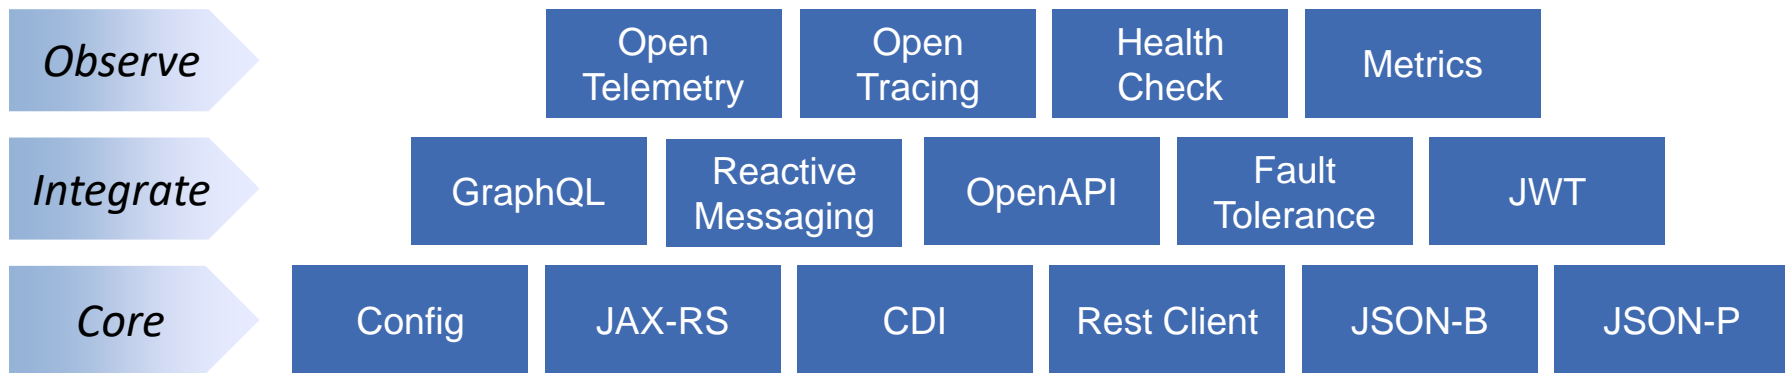 Observe
Open
Telemetry
Open
Tracing
Health
Check
Metrics
Integrate
GraphQL
Reactive
Messaging
OpenAPI
Fault
Tolerance
JWT
Core
Config
JAX-RS
CDI
Rest Client
JSON-B
JSON-P